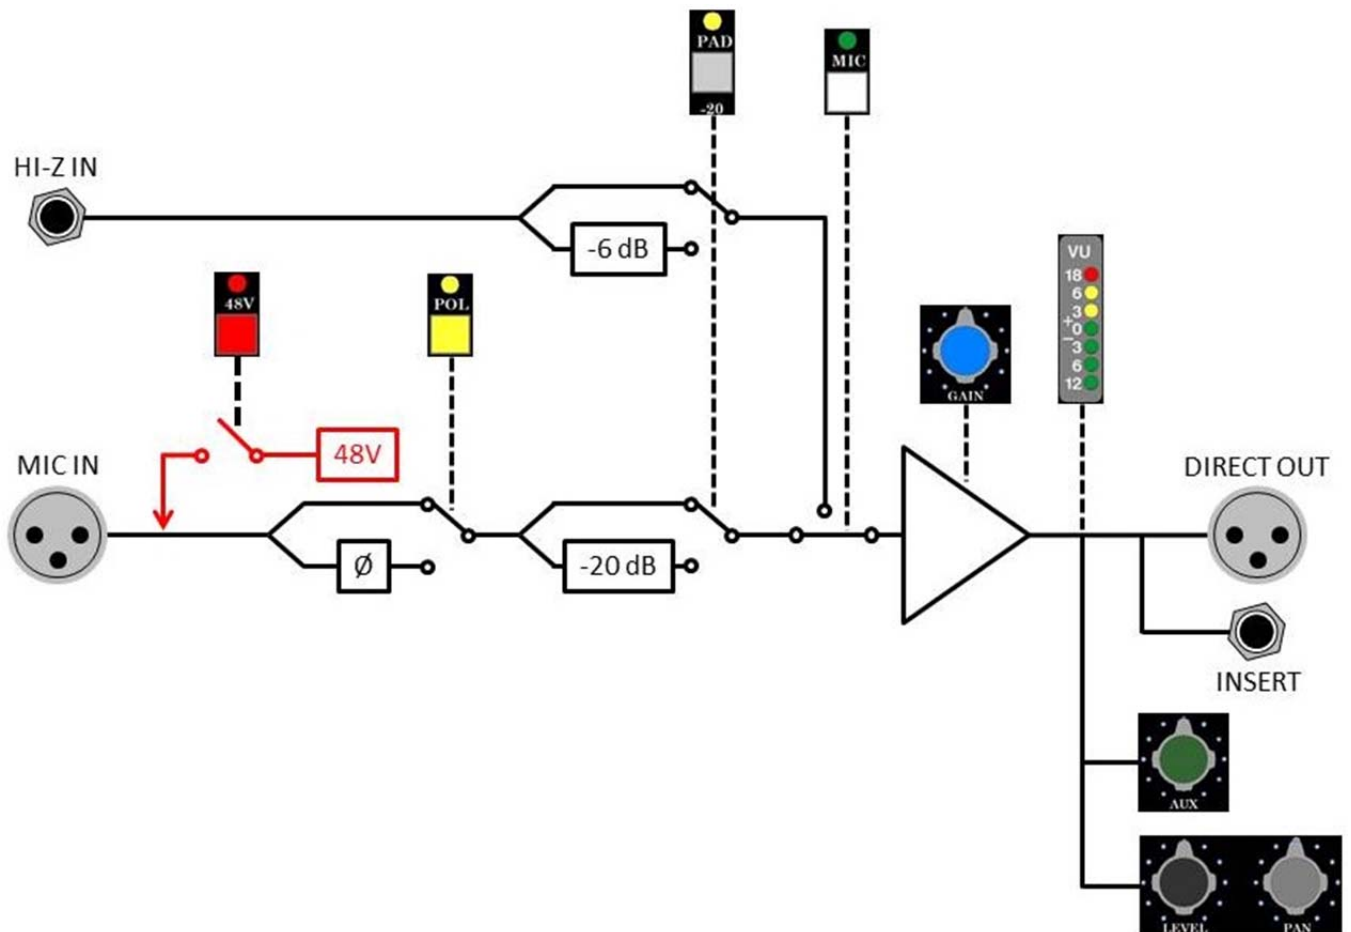 PAD
-20
MIC
HI-Z IN
-6 dB
48V
POL
VU
18
6
3
+
0
−
3
6
12
GAIN
48V
MIC IN
DIRECT OUT
Ø
-20 dB
INSERT
AUX
LEVEL
PAN